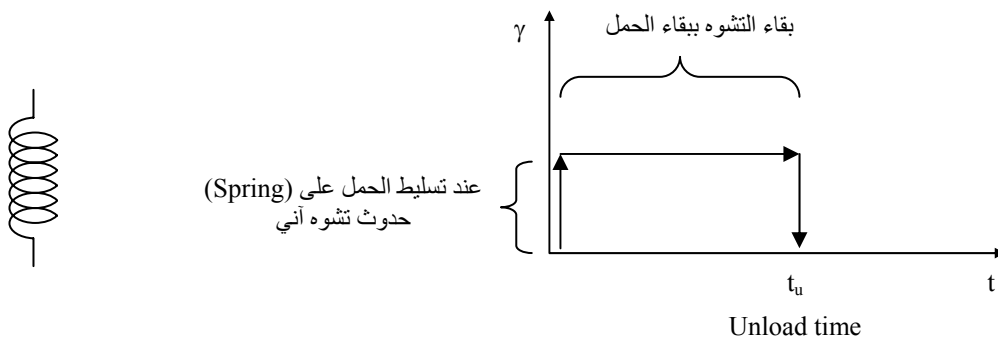 بقاء التشوه ببقاء الحمل
γ
عند تسليط الحمل على (Spring)
حدوث تشوه آني
tu
t
Unload time